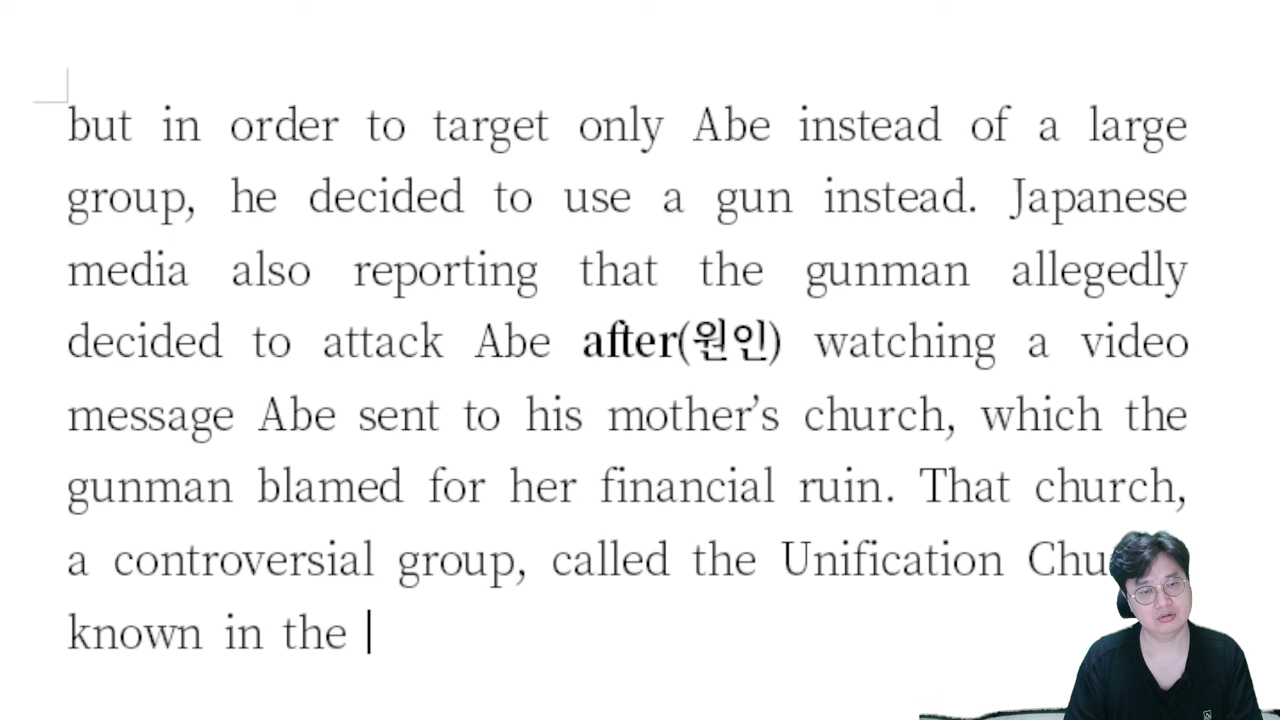 but in order to target only Abe instead of a large
group, he decided to use a gun instead. Japanese
media also reporting that the gunman allegedly
decided to attack Abe after(원인) watching a video
message Abe sent to his mother's church, which the
gunman blamed for her financial ruin. That church,
a controversial group, called the Unification
known in the